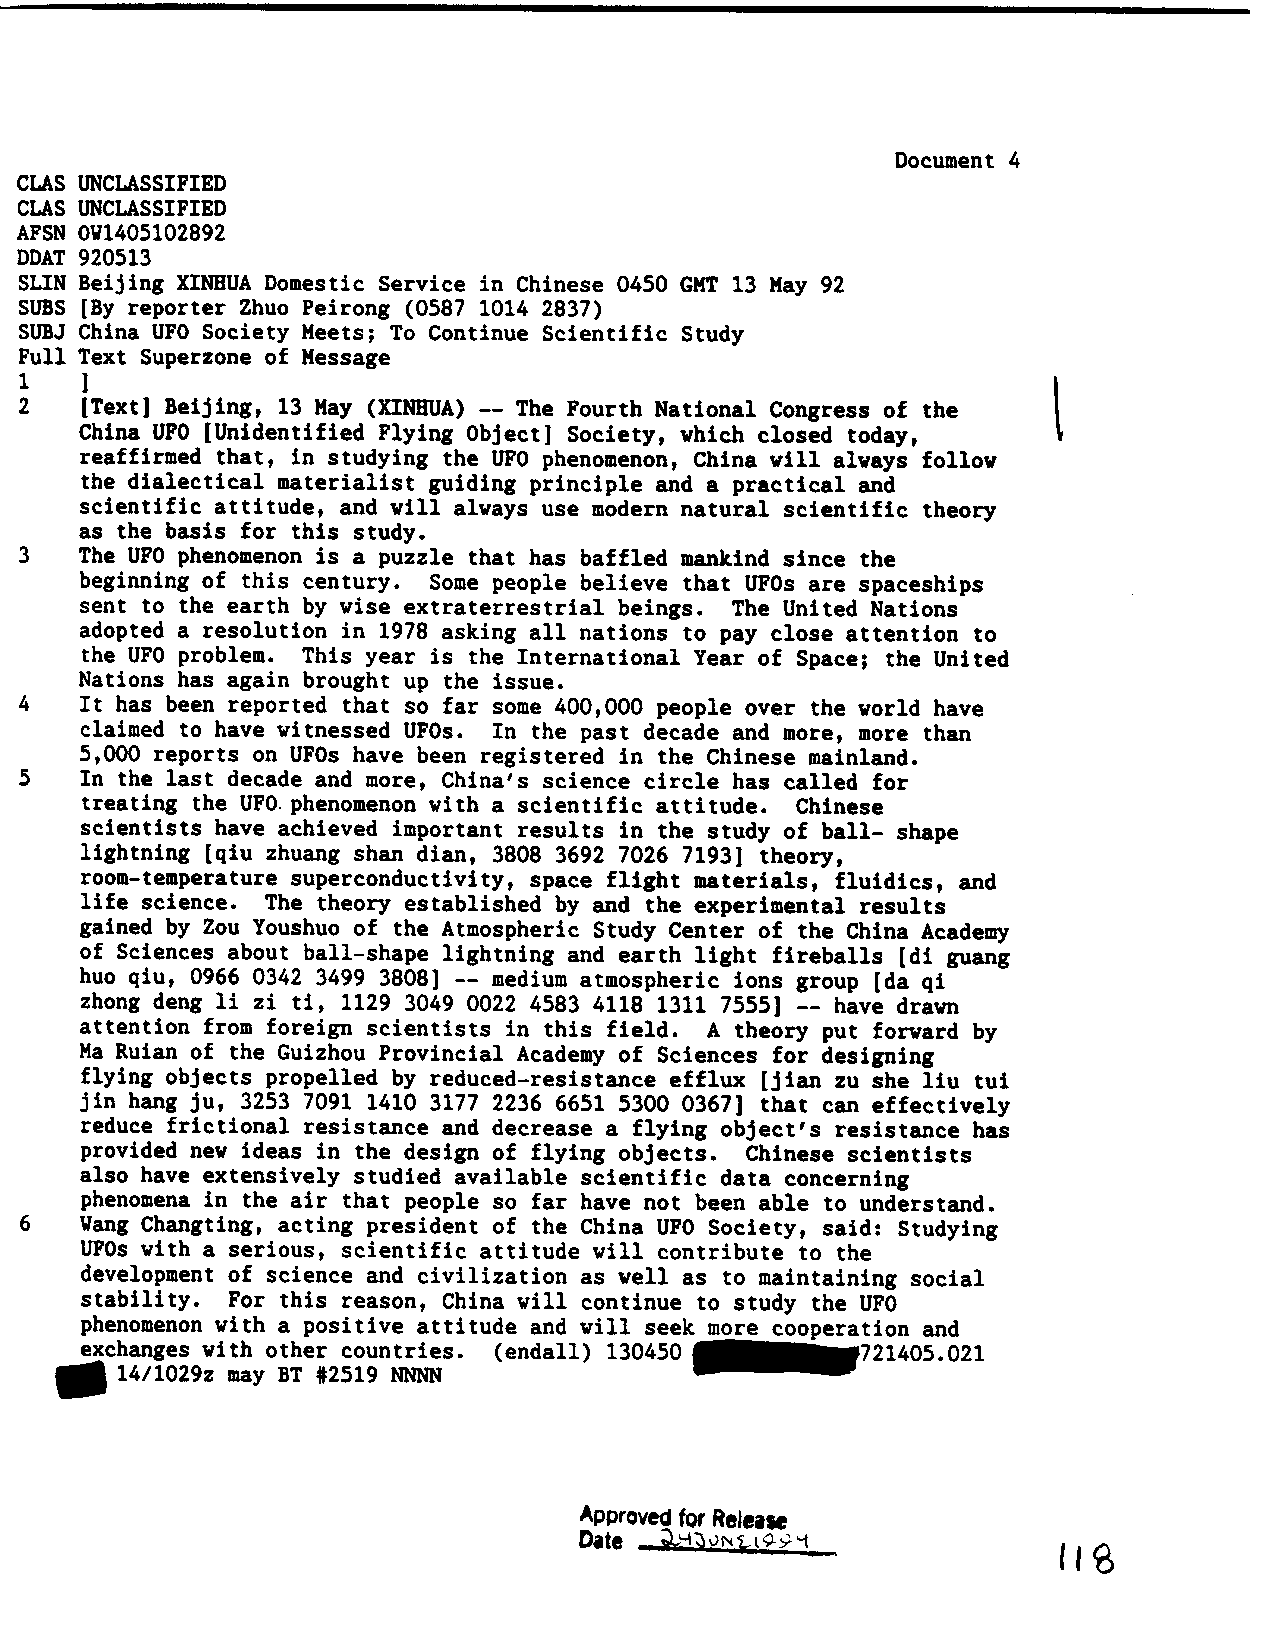 Document 4
CLAS UNCLASSIFIED
CLAS UNCLASSIFIED
AFSN OW1405102892
DDAT 920513
SLIN Beijing XINHUA Domestic Service in Chinese 0450 GMT 13 May 92
SUBS [By reporter Zhuo Peirong (0587 1014 2837)
SUBJ China UFO Society Meets; To Continue Scientific Study
Full Text Superzone of Message
1 ]
2 [Text] Beijing, 13 May (XINHUA) -- The Fourth National Congress of the
China UFO [Unidentified Flying Object] Society, which closed today,
reaffirmed that, in studying the UFO phenomenon, China will always follow
the dialectical materialist guiding principle and a practical and
scientific attitude, and will always use modern natural scientific theory
as the basis for this study.
3 The UFO phenomenon is a puzzle that has baffled mankind since the
beginning of this century. Some people believe that UFOs are spaceships
sent to the earth by wise extraterrestrial beings. The United Nations
adopted a resolution in 1978 asking all nations to pay close attention to
the UFO problem. This year is the International Year of Space; the United
Nations has again brought up the issue.
4 It has been reported that so far some 400,000 people over the world have
claimed to have witnessed UFOs. In the past decade and more, more than
5,000 reports on UFOs have been registered in the Chinese mainland.
5 In the last decade and more, China's science circle has called for
treating the UFO phenomenon with a scientific attitude. Chinese
scientists have achieved important results in the study of ball- shape
lightning [qiu zhuang shan dian, 3808 3692 7026 7193] theory,
room-temperature superconductivity, space flight materials, fluidics, and
life science. The theory established by and the experimental results
gained by Zou Youshuo of the Atmospheric Study Center of the China Academy
of Sciences about ball-shape lightning and earth light fireballs [di guang
huo qiu, 0966 0342 3499 3808] -- medium atmospheric ions group [da qi
zhong deng li zi ti, 1129 3049 0022 4583 4118 1311 7555] -- have drawn
attention from foreign scientists in this field. A theory put forward by
Ma Ruian of the Guizhou Provincial Academy of Sciences for designing
flying objects propelled by reduced-resistance efflux [jian zu she liu tui
jin hang ju, 3253 7091 1410 3177 2236 6651 5300 0367] that can effectively
reduce frictional resistance and decrease a flying object's resistance has
provided new ideas in the design of flying objects. Chinese scientists
also have extensively studied available scientific data concerning
phenomena in the air that people so far have not been able to understand.
6 Wang Changting, acting president of the China UFO Society, said: Studying
UFOs with a serious, scientific attitude will contribute to the
development of science and civilization as well as to maintaining social
stability. For this reason, China will continue to study the UFO
phenomenon with a positive attitude and will seek more cooperation and
exchanges with other countries. (endall) 130450 721405.021
14/1029z may BT #2519 NNNN
Approved for Release
Date 24 JUNE 1994
118